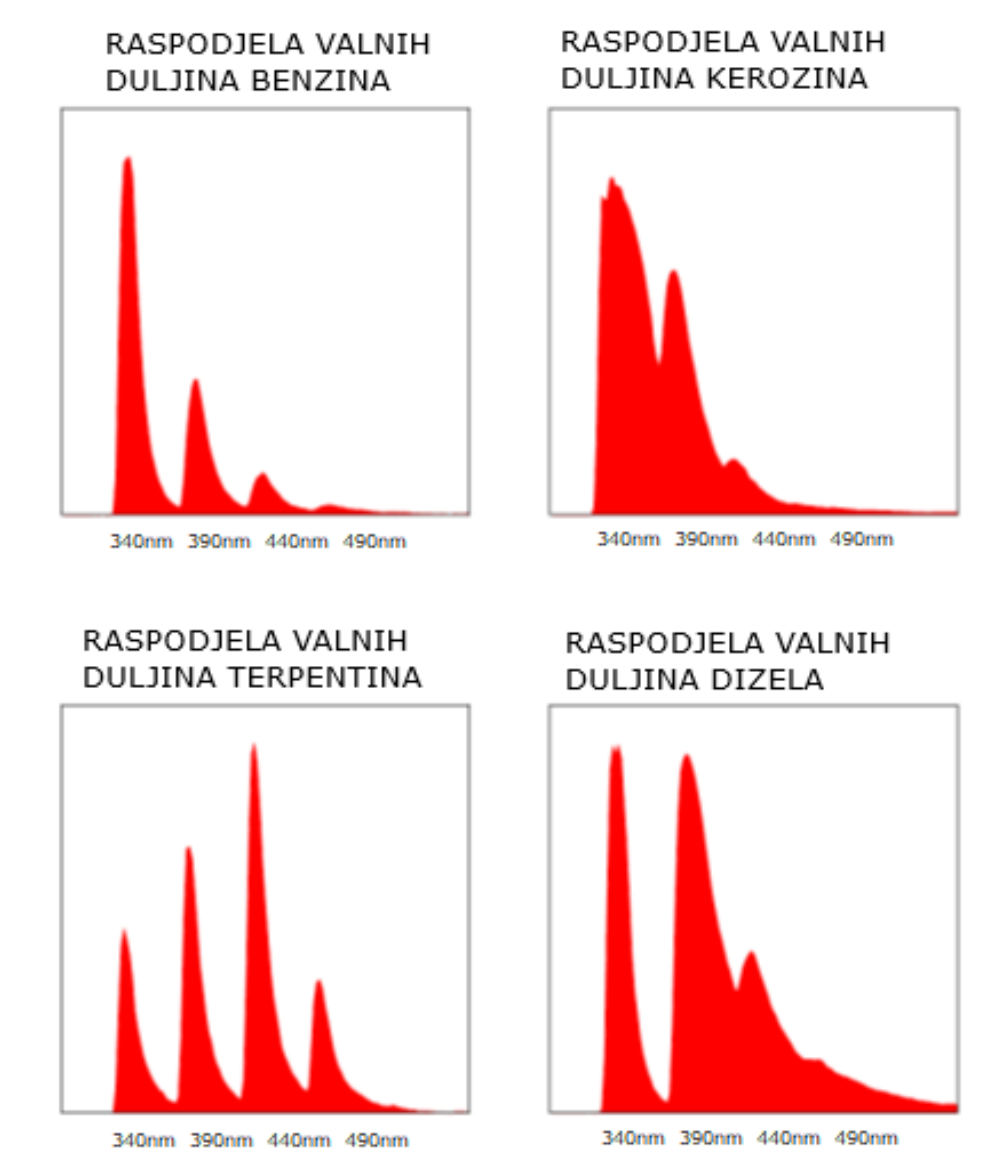 RASPODJELA VALNIH
DULJINA BENZINA
340nm 390nm 440nm 490nm
RASPODJELA VALNIH
DULJINA KEROZINA
340nm 390nm 440nm 490nm
RASPODJELA VALNIH
DULJINA TERPENTINA
340nm 390nm 440nm 490nm
RASPODJELA VALNIH
DULJINA DIZELA
340nm 390nm 440nm 490nm